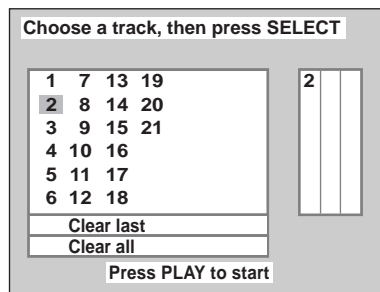 Choose a track, then press SELECT
1 7 13 19 2
2 8 14 20
3 9 15 21
4 10 16
5 11 17
6 12 18
Clear last
Clear all
Press PLAY to start